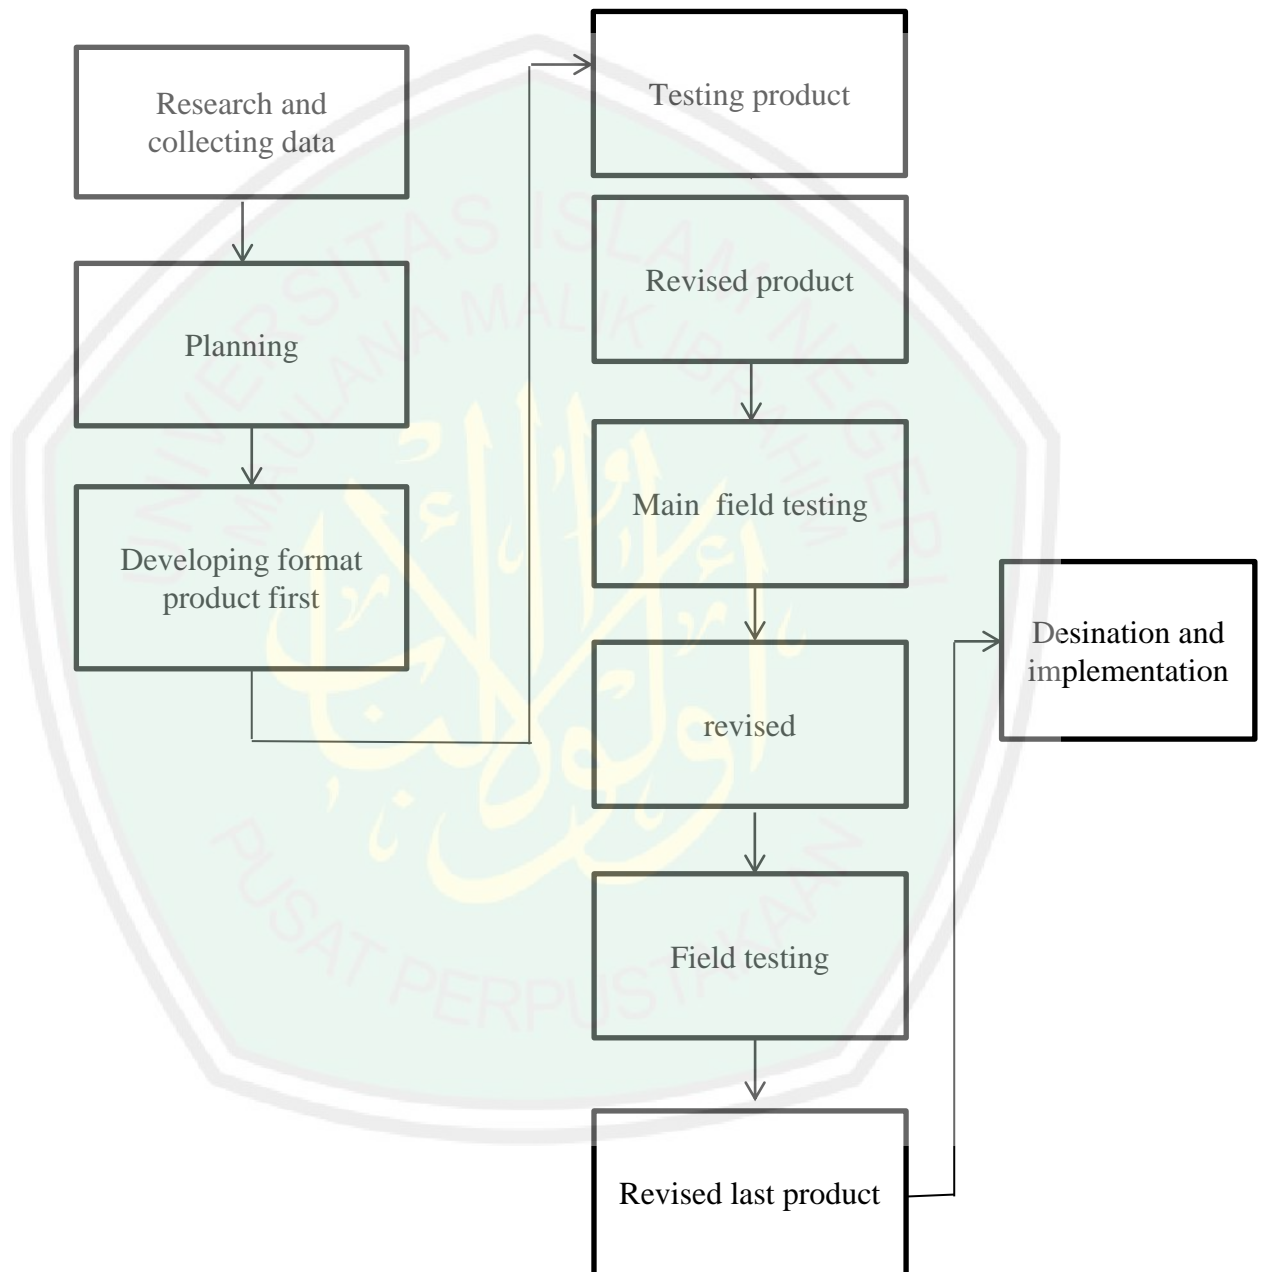 Research and
collecting data
Planning
Developing format
product first
Testing product
Revised product
Main field testing
revised
Field testing
Revised last product
Desination and
implementation
UNIVERSITAS ISLAM NEGERI
MAULANA MALIK IBRAHIM
PUSAT PERPUSTAKAAN